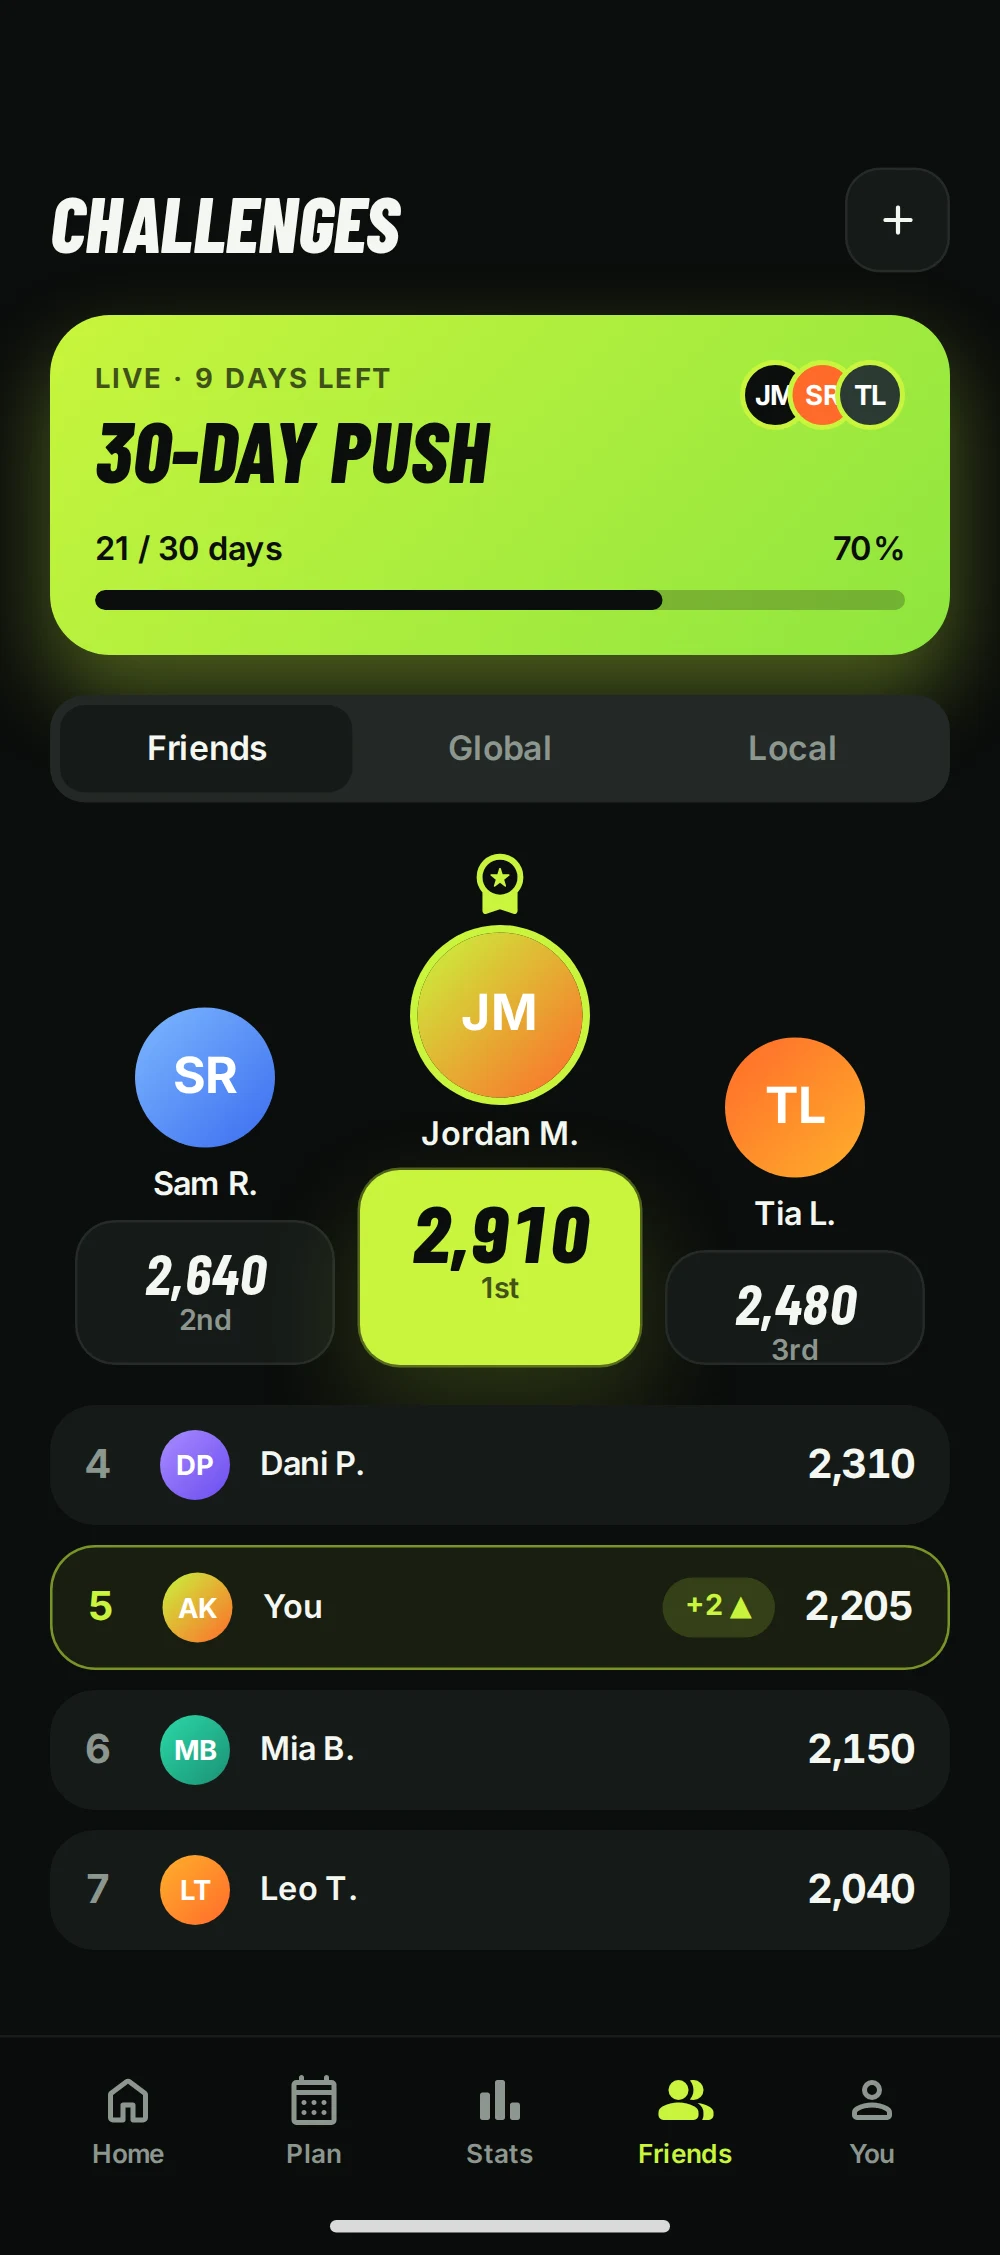 CHALLENGES
+
LIVE · 9 DAYS LEFT
JM SR TL
30-DAY PUSH
21 / 30 days 70%
Friends Global Local
JM
SR
TL
Jordan M.
Sam R.
Tia L.
2,910
1st
2,640
2nd
2,480
3rd
4 DP Dani P. 2,310
5 AK You +2 ▲ 2,205
6 MB Mia B. 2,150
7 LT Leo T. 2,040
Home Plan Stats Friends You